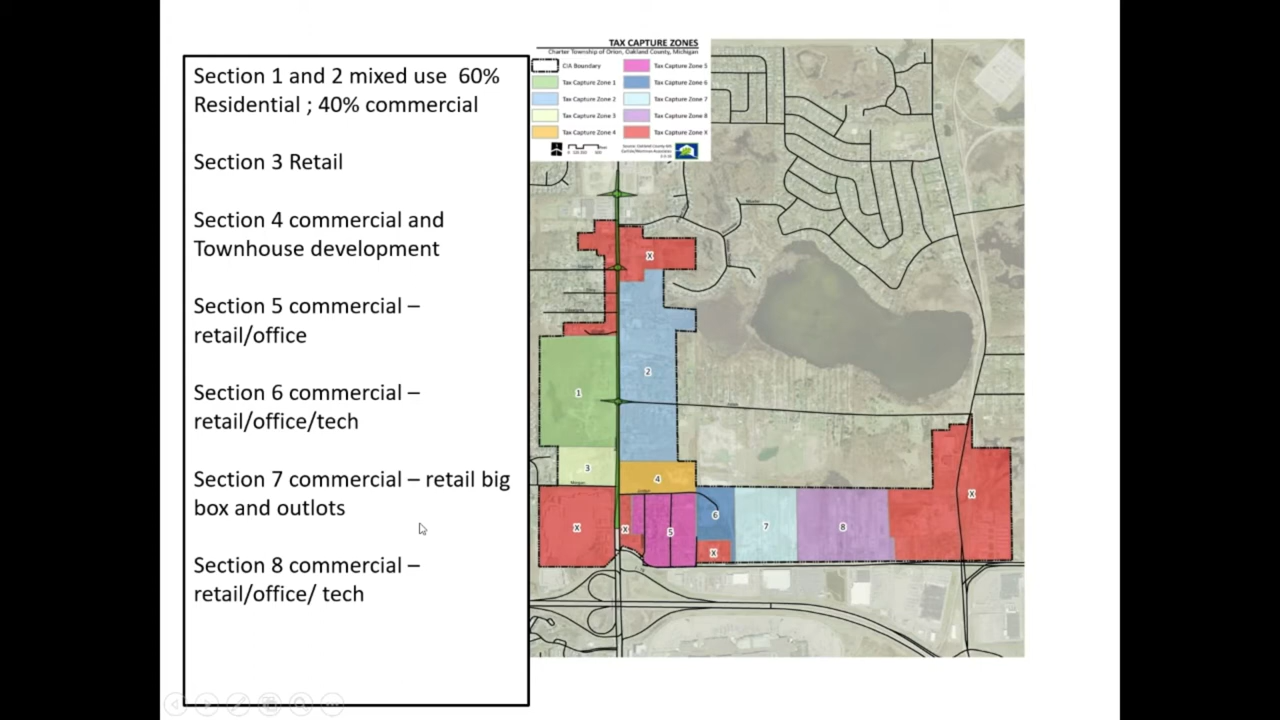 Section 1 and 2 mixed use 60%
Residential ; 40% commercial
Section 3 Retail
Section 4 commercial and
Townhouse development
Section 5 commercial –
retail/office
Section 6 commercial –
retail/office/tech
Section 7 commercial – retail big
box and outlots
Section 8 commercial –
retail/office/ tech
TAX CAPTURE ZONES
Charter Township of Orion, Oakland County, Michigan
CIA Boundary
Tax Capture Zone 1
Tax Capture Zone 2
Tax Capture Zone 3
Tax Capture Zone 4
Tax Capture Zone 5
Tax Capture Zone 6
Tax Capture Zone 7
Tax Capture Zone 8
Tax Capture Zone X
X
2
1
3
4
X
X
X
5
6
X
7
8